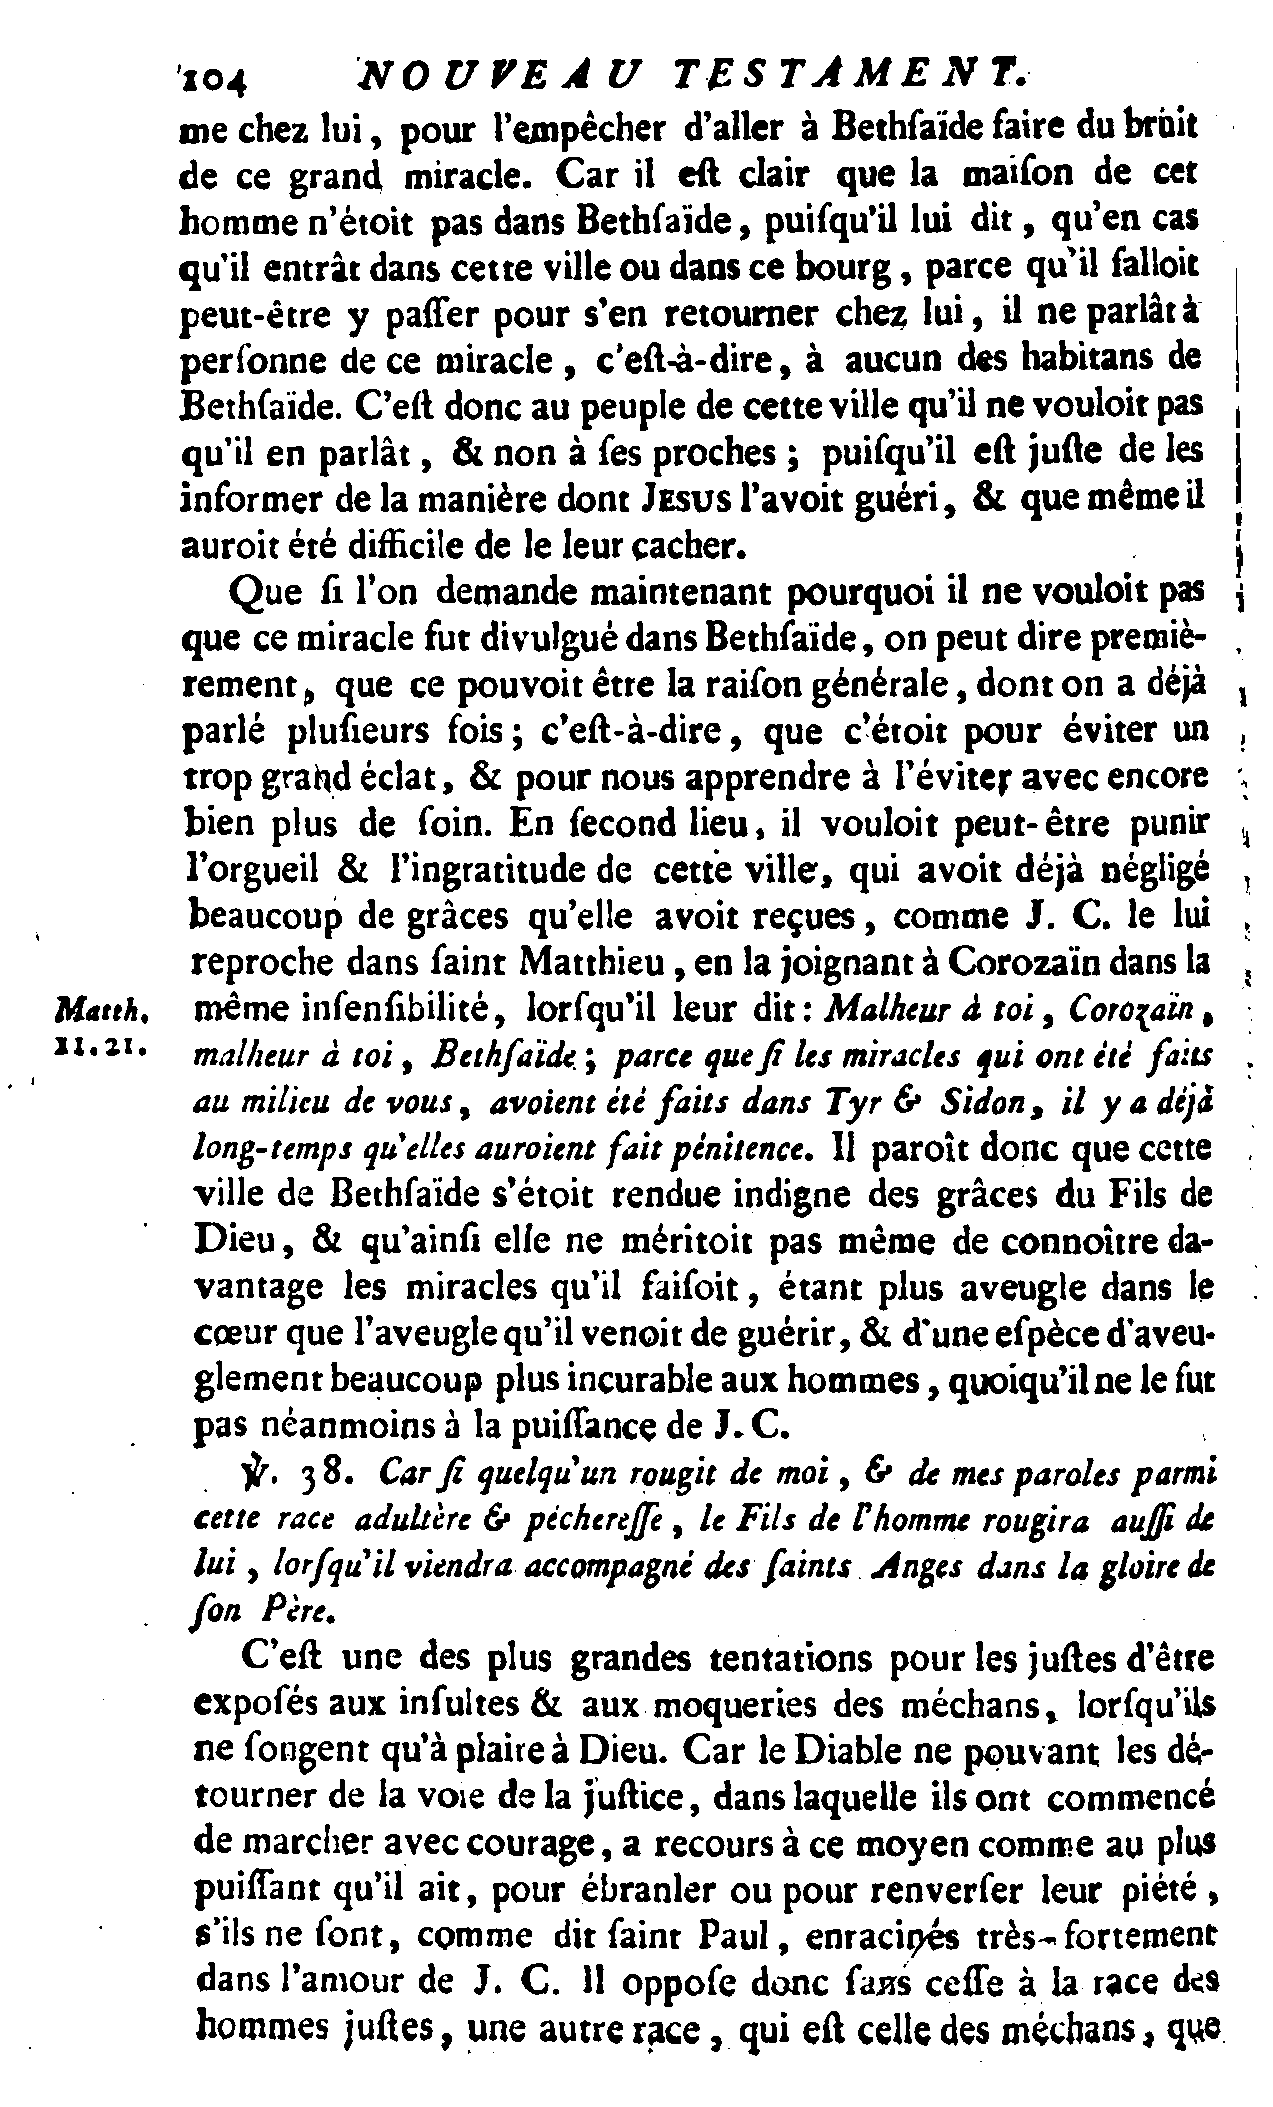 104 NOUVEAU TESTAMENT.
me chez lui, pour l'empêcher d'aller à Bethſaïde faire du bruit
de ce grand miracle. Car il eſt clair que la maiſon de cet
homme n'étoit pas dans Bethſaïde, puiſqu'il lui dit, qu'en cas
qu'il entrât dans cette ville ou dans ce bourg, parce qu'il falloit
peut-être y paſſer pour s'en retourner chez lui, il ne parlât à
perſonne de ce miracle, c'eſt-à-dire, à aucun des habitans de
Bethſaïde. C'eſt donc au peuple de cette ville qu'il ne vouloit pas
qu'il en parlât, & non à ſes proches; puiſqu'il eſt juſte de les
informer de la manière dont JESUS l'avoit guéri, & que même il
auroit été difficile de le leur cacher.
Que ſi l'on demande maintenant pourquoi il ne vouloit pas
que ce miracle fut divulgué dans Bethſaïde, on peut dire premiè-
rement, que ce pouvoit être la raiſon générale, dont on a déjà
parlé pluſieurs fois; c'eſt-à-dire, que c'étoit pour éviter un
trop grand éclat, & pour nous apprendre à l'éviter avec encore
bien plus de ſoin. En ſecond lieu, il vouloit peut-être punir
l'orgueil & l'ingratitude de cette ville, qui avoit déjà négligé
beaucoup de grâces qu'elle avoit reçues, comme J. C. le lui
reproche dans ſaint Matthieu, en la joignant à Corozaïn dans la
Matth. même inſenſibilité, lorſqu'il leur dit: Malheur à toi, Corozaïn,
11.21. malheur à toi, Bethſaïde; parce que ſi les miracles qui ont été faits
au milieu de vous, avoient été faits dans Tyr & Sidon, il y a déjà
long-temps qu'elles auroient fait pénitence. Il paroît donc que cette
ville de Bethſaïde s'étoit rendue indigne des grâces du Fils de
Dieu, & qu'ainſi elle ne méritoit pas même de connoître da-
vantage les miracles qu'il faiſoit, étant plus aveugle dans le
cœur que l'aveugle qu'il venoit de guérir, & d'une eſpèce d'aveu-
glement beaucoup plus incurable aux hommes, quoiqu'il ne le fut
pas néanmoins à la puiſſance de J. C.
℣. 38. Car ſi quelqu'un rougit de moi, & de mes paroles parmi
cette race adultère & péchereſſe, le Fils de l'homme rougira auſſi de
lui, lorſqu'il viendra accompagné des ſaints Anges dans la gloire de
ſon Père.
C'eſt une des plus grandes tentations pour les juſtes d'être
expoſés aux inſultes & aux moqueries des méchans, lorſqu'ils
ne ſongent qu'à plaire à Dieu. Car le Diable ne pouvant les dé-
tourner de la voie de la juſtice, dans laquelle ils ont commencé
de marcher avec courage, a recours à ce moyen comme au plus
puiſſant qu'il ait, pour ébranler ou pour renverſer leur piété,
s'ils ne ſont, comme dit ſaint Paul, enracinés très-fortement
dans l'amour de J. C. Il oppoſe donc ſans ceſſe à la race des
hommes juſtes, une autre race, qui eſt celle des méchans, que